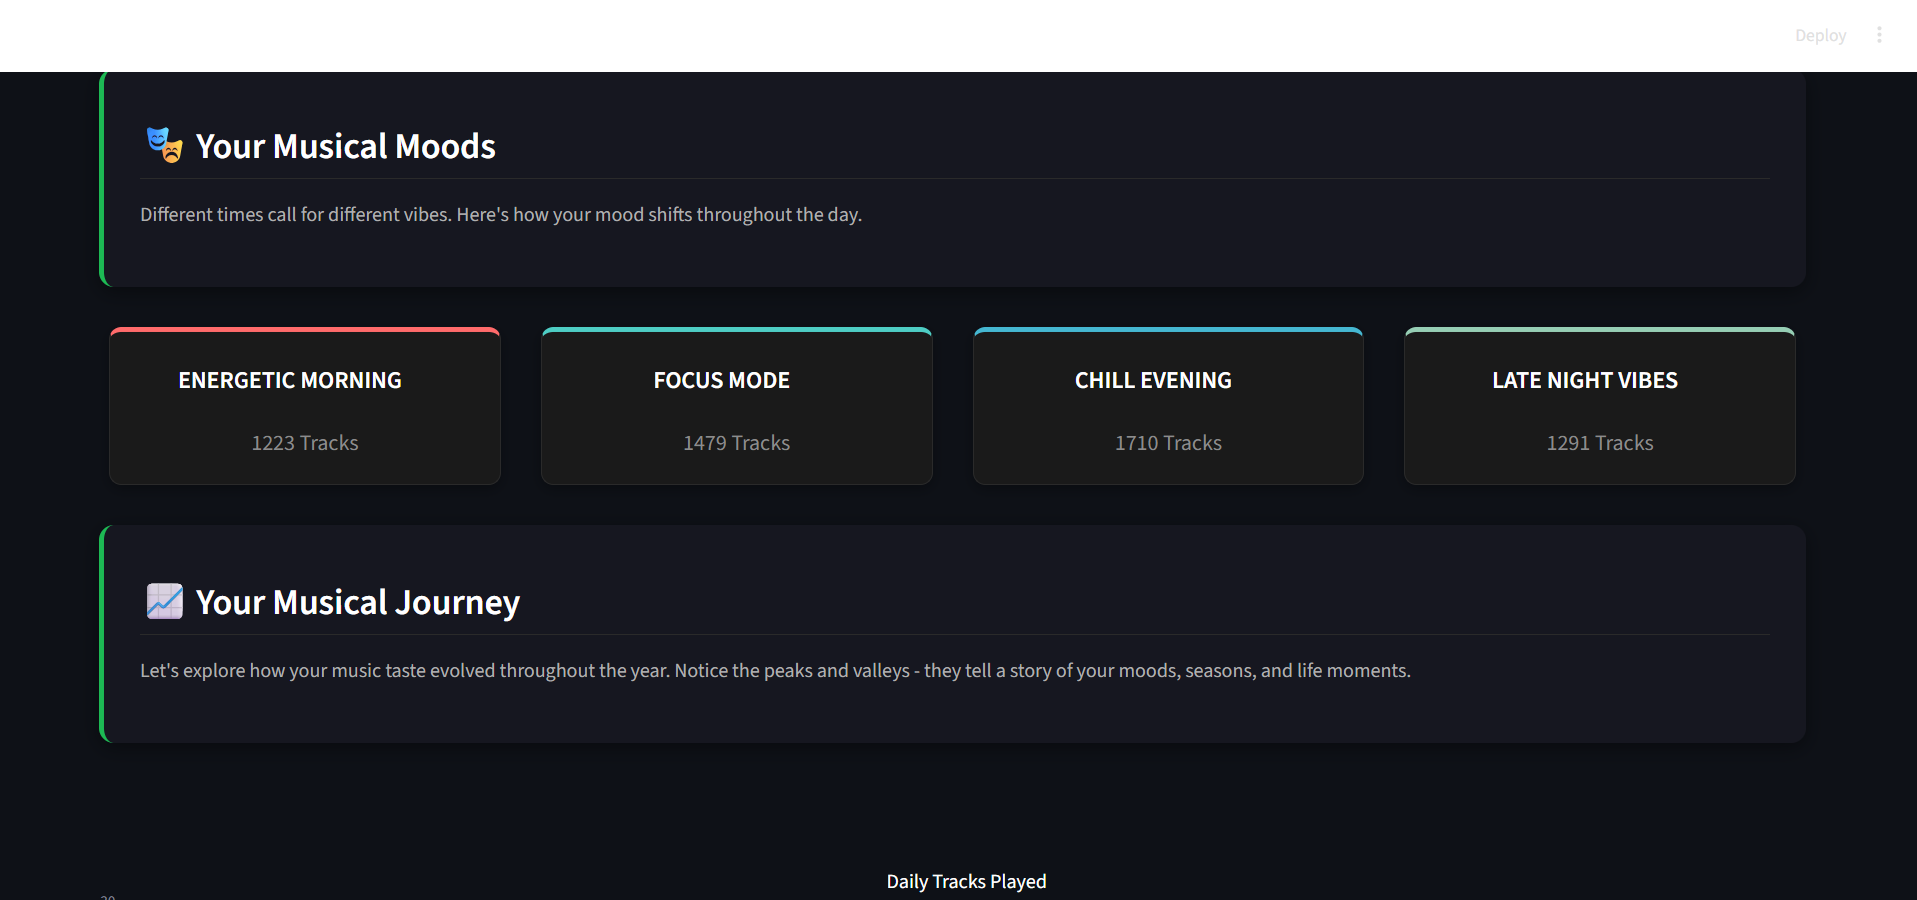 Deploy
Your Musical Moods
Different times call for different vibes. Here's how your mood shifts throughout the day.
ENERGETIC MORNING
1223 Tracks
FOCUS MODE
1479 Tracks
CHILL EVENING
1710 Tracks
LATE NIGHT VIBES
1291 Tracks
Your Musical Journey
Let's explore how your music taste evolved throughout the year. Notice the peaks and valleys - they tell a story of your moods, seasons, and life moments.
Daily Tracks Played